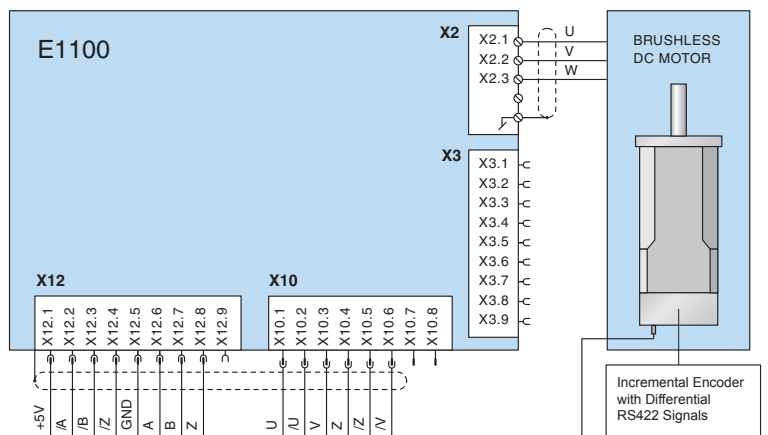 E1100
X2
X2.1
X2.2
X2.3
U
V
W
BRUSHLESS
DC MOTOR
X3
X3.1
X3.2
X3.3
X3.4
X3.5
X3.6
X3.7
X3.8
X3.9
X12
X12.1
X12.2
X12.3
X12.4
X12.5
X12.6
X12.7
X12.8
X12.9
X10
X10.1
X10.2
X10.3
X10.4
X10.5
X10.6
X10.7
X10.8
+5V
/A
/B
/Z
GND
A
B
Z
U
/U
V
Z
/Z
/V
Incremental Encoder
with Differential
RS422 Signals